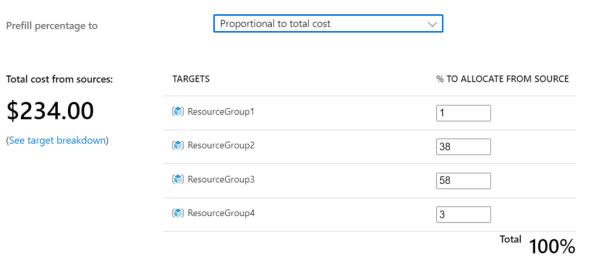 Prefill percentage to
Proportional to total cost
Total cost from sources:
$234.00
(See target breakdown)
TARGETS % TO ALLOCATE FROM SOURCE
ResourceGroup1 1
ResourceGroup2 38
ResourceGroup3 58
ResourceGroup4 3
Total 100%